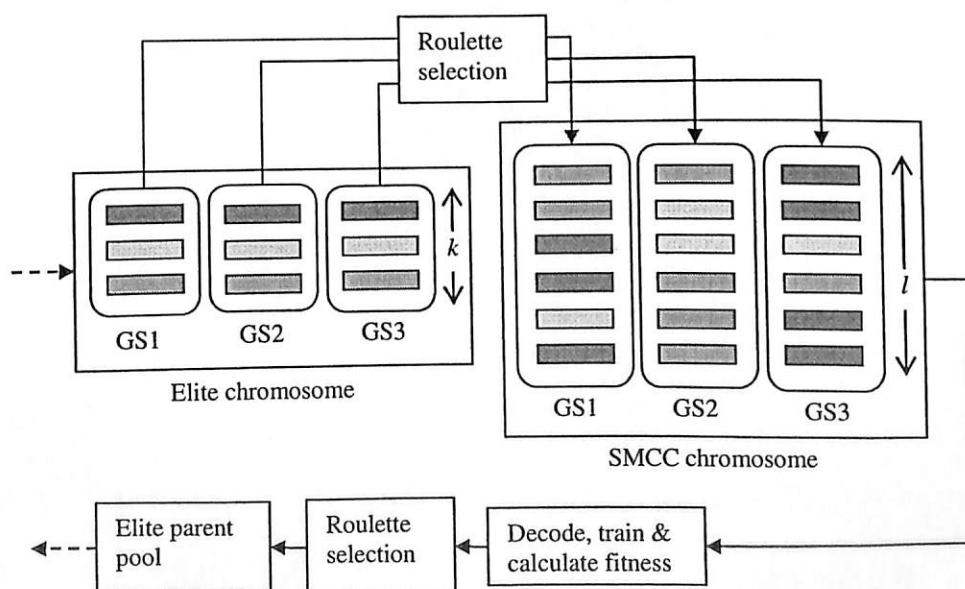 Roulette
selection
k
GS1 GS2 GS3
Elite chromosome
l
GS1 GS2 GS3
SMCC chromosome
Elite parent
pool
Roulette
selection
Decode, train &
calculate fitness